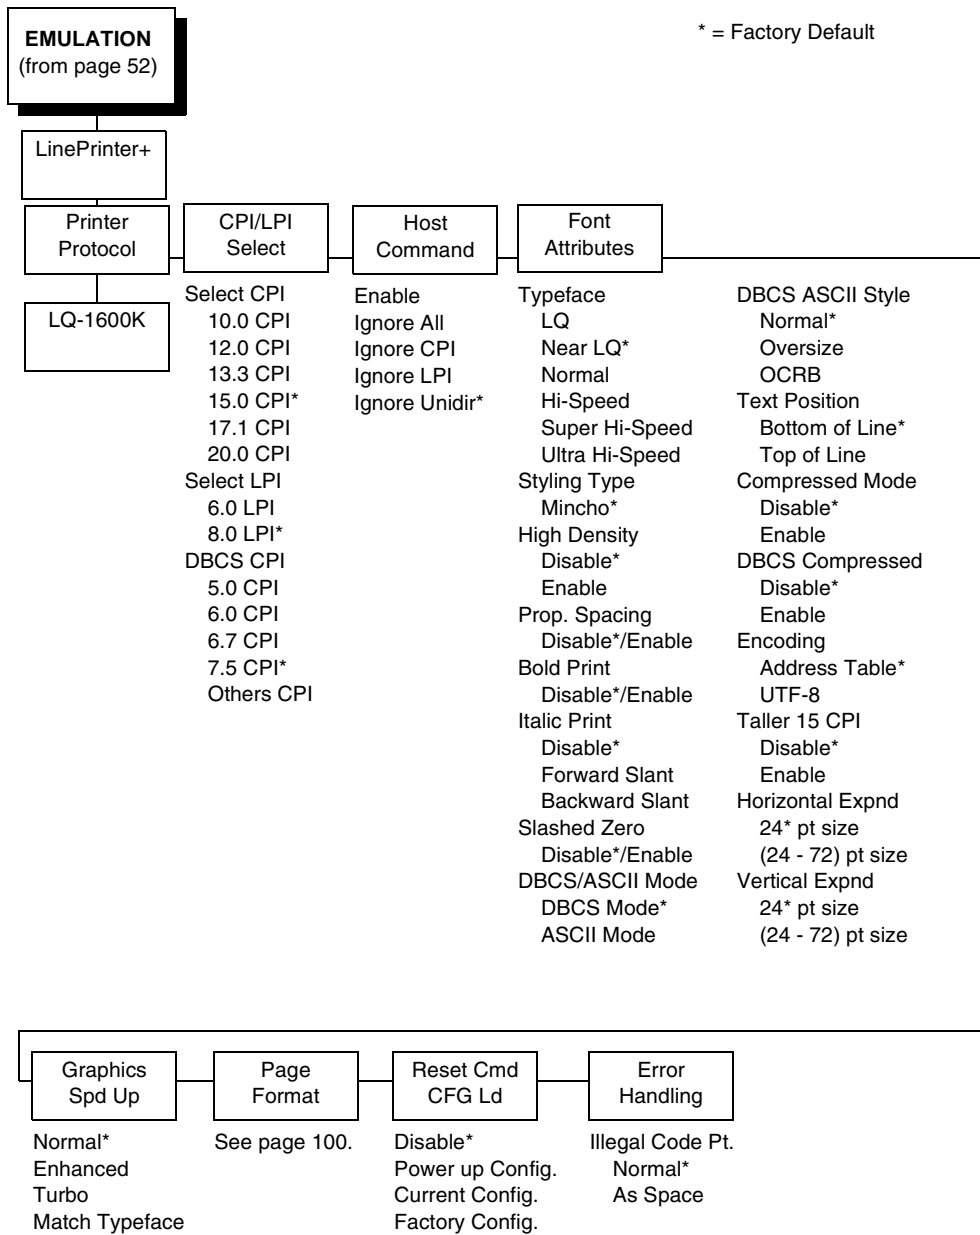 EMULATION
(from page 52)
* = Factory Default
LinePrinter+
Printer
Protocol
LQ-1600K
CPI/LPI
Select
Select CPI
10.0 CPI
12.0 CPI
13.3 CPI
15.0 CPI*
17.1 CPI
20.0 CPI
Select LPI
6.0 LPI
8.0 LPI*
DBCS CPI
5.0 CPI
6.0 CPI
6.7 CPI
7.5 CPI*
Others CPI
Host
Command
Enable
Ignore All
Ignore CPI
Ignore LPI
Ignore Unidir*
Font
Attributes
Typeface
LQ
Near LQ*
Normal
Hi-Speed
Super Hi-Speed
Ultra Hi-Speed
Styling Type
Mincho*
High Density
Disable*
Enable
Prop. Spacing
Disable*/Enable
Bold Print
Disable*/Enable
Italic Print
Disable*
Forward Slant
Backward Slant
Slashed Zero
Disable*/Enable
DBCS/ASCII Mode
DBCS Mode*
ASCII Mode
DBCS ASCII Style
Normal*
Oversize
OCRB
Text Position
Bottom of Line*
Top of Line
Compressed Mode
Disable*
Enable
DBCS Compressed
Disable*
Enable
Encoding
Address Table*
UTF-8
Taller 15 CPI
Disable*
Enable
Horizontal Expnd
24* pt size
(24 - 72) pt size
Vertical Expnd
24* pt size
(24 - 72) pt size
Graphics
Spd Up
Normal*
Enhanced
Turbo
Match Typeface
Page
Format
See page 100.
Reset Cmd
CFG Ld
Disable*
Power up Config.
Current Config.
Factory Config.
Error
Handling
Illegal Code Pt.
Normal*
As Space